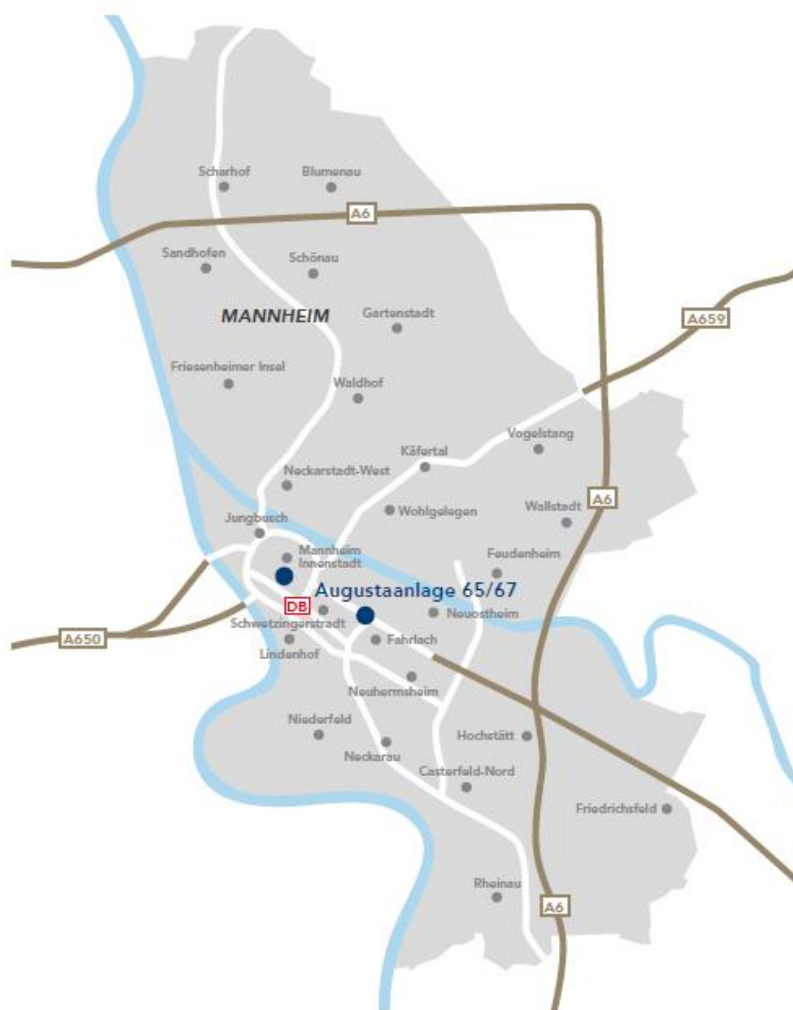 Scharhof
Blumenau
A6
Sandhofen
Schönau
MANNHEIM
Gartenstadt
A659
Friesenheimer Insel
Waldhof
Vogelstang
Käfertal
Neckarstadt-West
A6
Wohlgelegen
Wallstadt
Jungbusch
Mannheim
Innenstadt
Feudenheim
Augustaanlage 65/67
DB
Neuostheim
Schwetzingerstradt
A650
Fahrlach
Lindenhof
Neuhermsheim
Niederfeld
Hochstätt
Neckarau
Casterfeld-Nord
Friedrichsfeld
Rheinau
A6